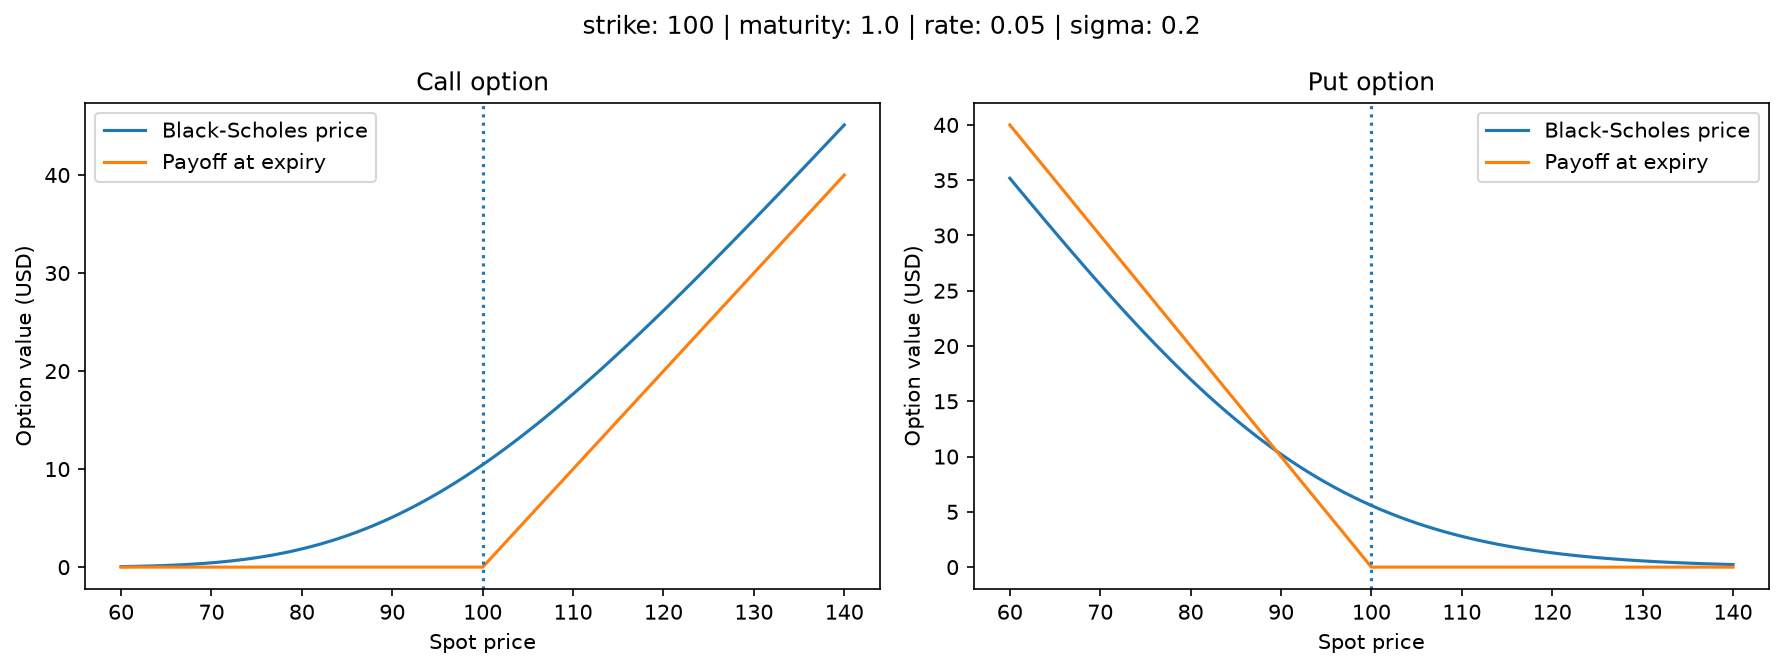 strike: 100 | maturity: 1.0 | rate: 0.05 | sigma: 0.2
Call option
Black-Scholes price
Payoff at expiry
Option value (USD)
40
30
20
10
0
60 70 80 90 100 110 120 130 140
Spot price
Put option
Black-Scholes price
Payoff at expiry
Option value (USD)
40
35
30
25
20
15
10
5
0
60 70 80 90 100 110 120 130 140
Spot price